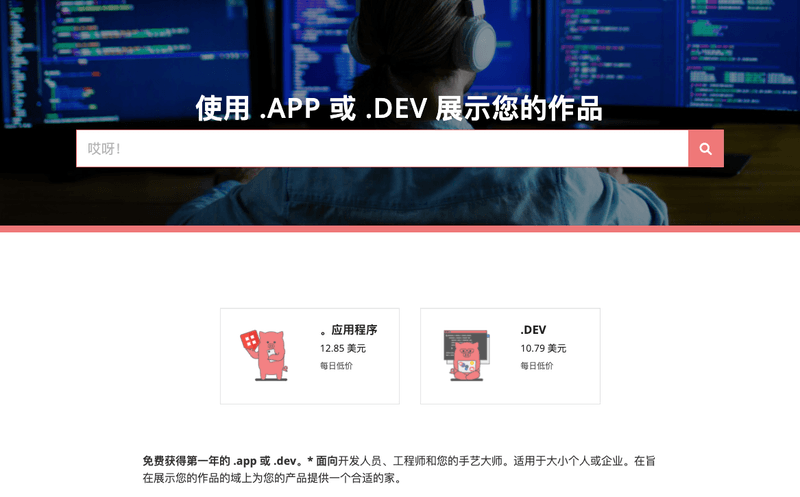 使用 .APP 或 .DEV 展示您的作品
哎呀！
。应用程序
12.85 美元
每日低价
.DEV
10.79 美元
每日低价
免费获得第一年的 .app 或 .dev。* 面向开发人员、工程师和您的手艺大师。适用于大小个人或企业。在旨
在展示您的作品的域上为您的产品提供一个合适的家。